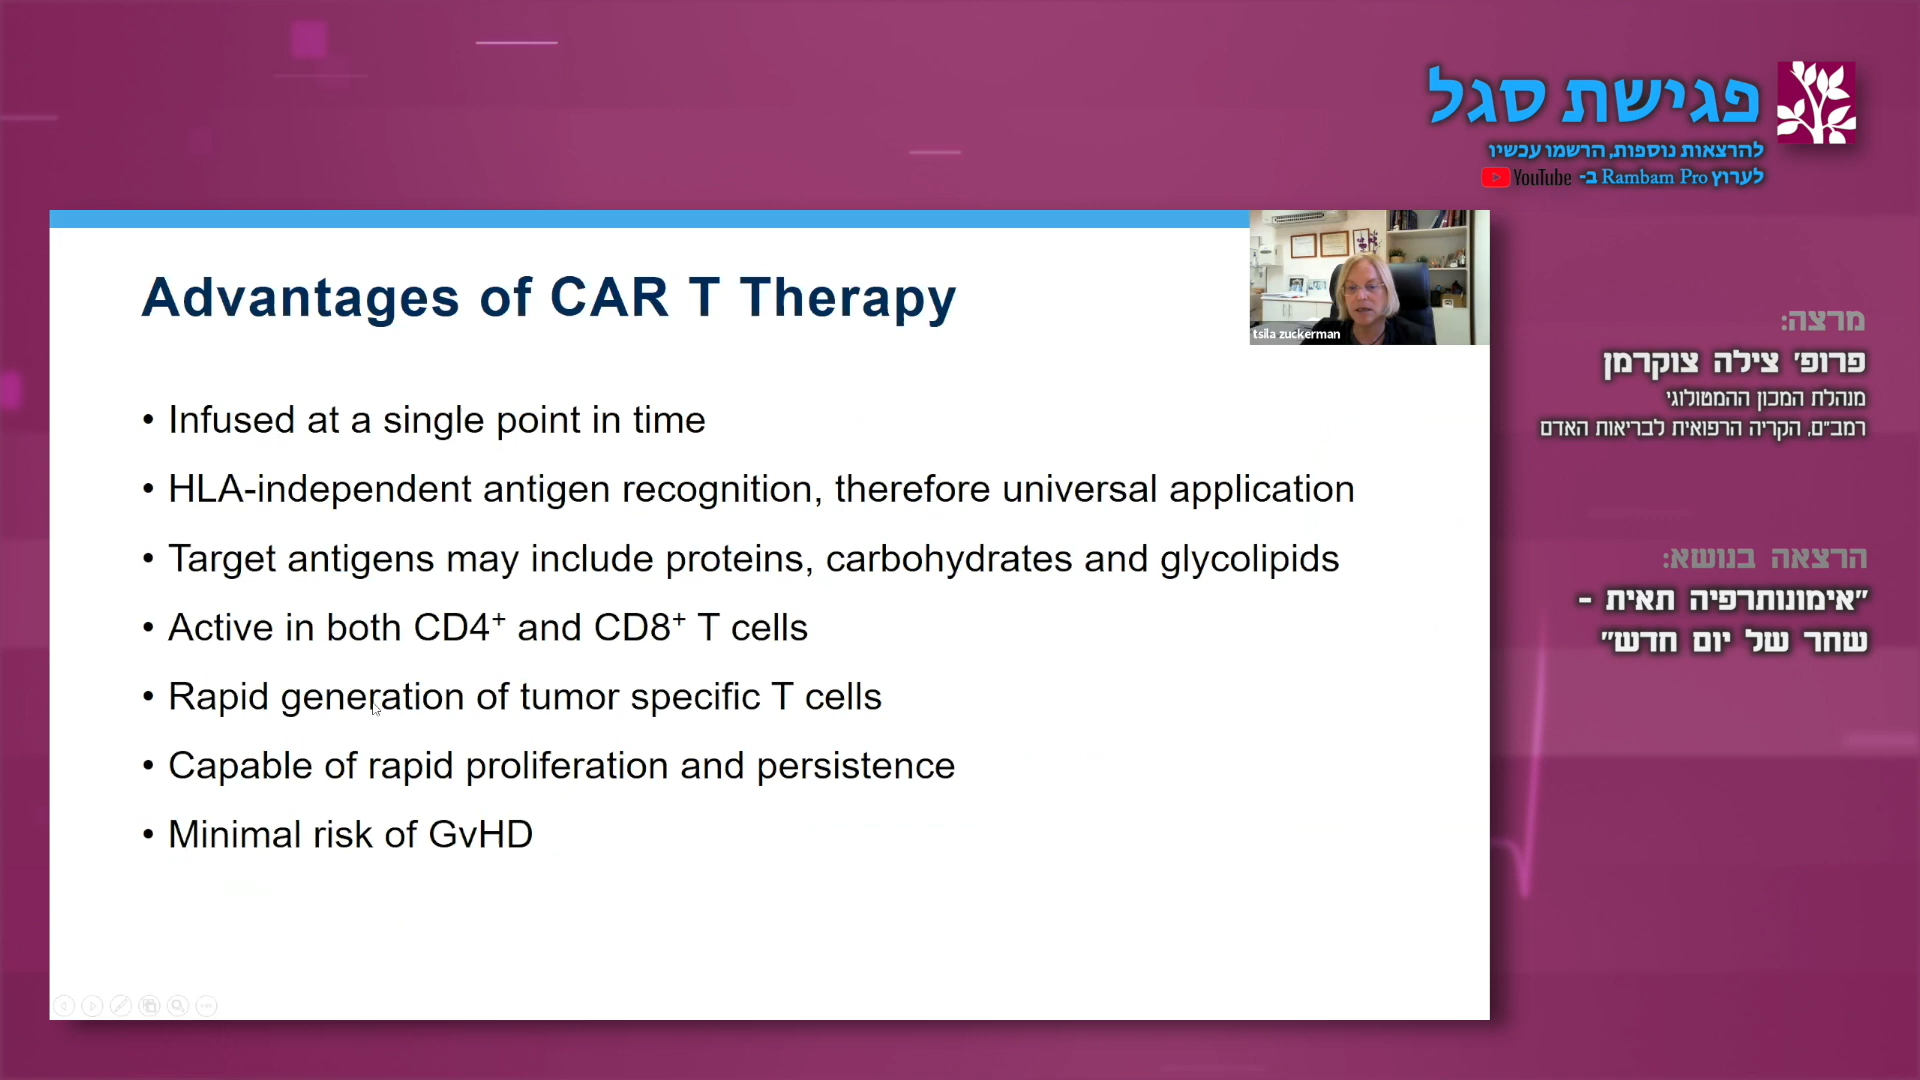 פגישת סגל
להרצאות נוספות, הרשמו עכשיו
לערוץ Rambam Pro ב- YouTube
Advantages of CAR T Therapy
tsila zuckerman
• Infused at a single point in time
• HLA-independent antigen recognition, therefore universal application
• Target antigens may include proteins, carbohydrates and glycolipids
• Active in both CD4⁺ and CD8⁺ T cells
• Rapid generation of tumor specific T cells
• Capable of rapid proliferation and persistence
• Minimal risk of GvHD
מרצה:
פרופ' צילה צוקרמן
מנהלת המכון ההמטולוגי
רמב"ם, הקריה הרפואית לבריאות האדם
הרצאה בנושא:
"אימונותרפיה תאית -
שחר של יום חדש"